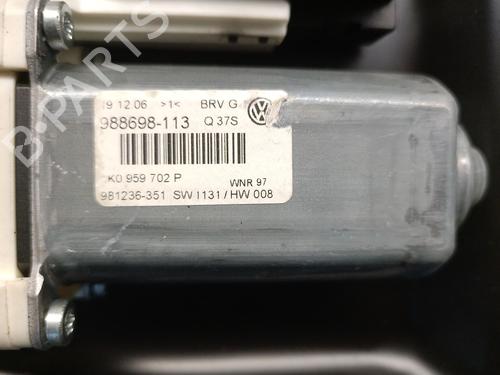 19 12.06 >1< BRV G
988698-113 Q 37S
K0 959 702 P
WNR 97
981236-351 SW I131 / HW 008
B-PARTS